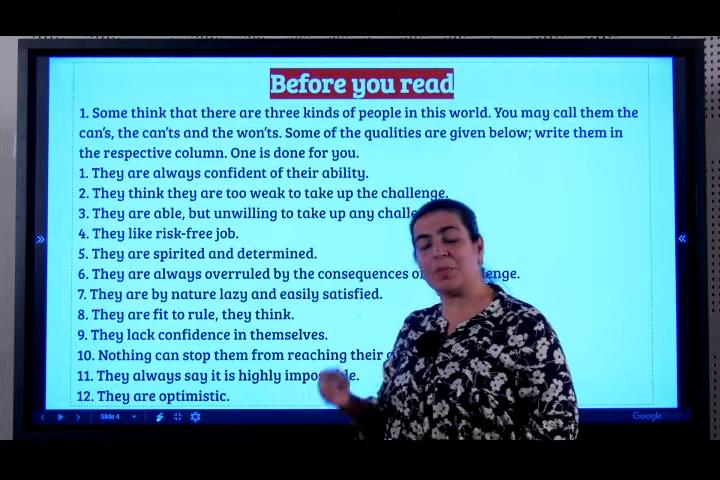 Before you read
1. Some think that there are three kinds of people in this world. You may call them the
can's, the can'ts and the won'ts. Some of the qualities are given below; write them in
the respective column. One is done for you.
1. They are always confident of their ability.
2. They think they are too weak to take up the challenge.
3. They are able, but unwilling to take up any
4. They like risk-free job.
5. They are spirited and determined.
6. They are always overruled by the consequences
7. They are by nature lazy and easily satisfied.
8. They are fit to rule, they think.
9. They lack confidence in themselves.
10. Nothing can stop them from reaching their
11. They always say it is highly
12. They are optimistic.
Slide 4
Google